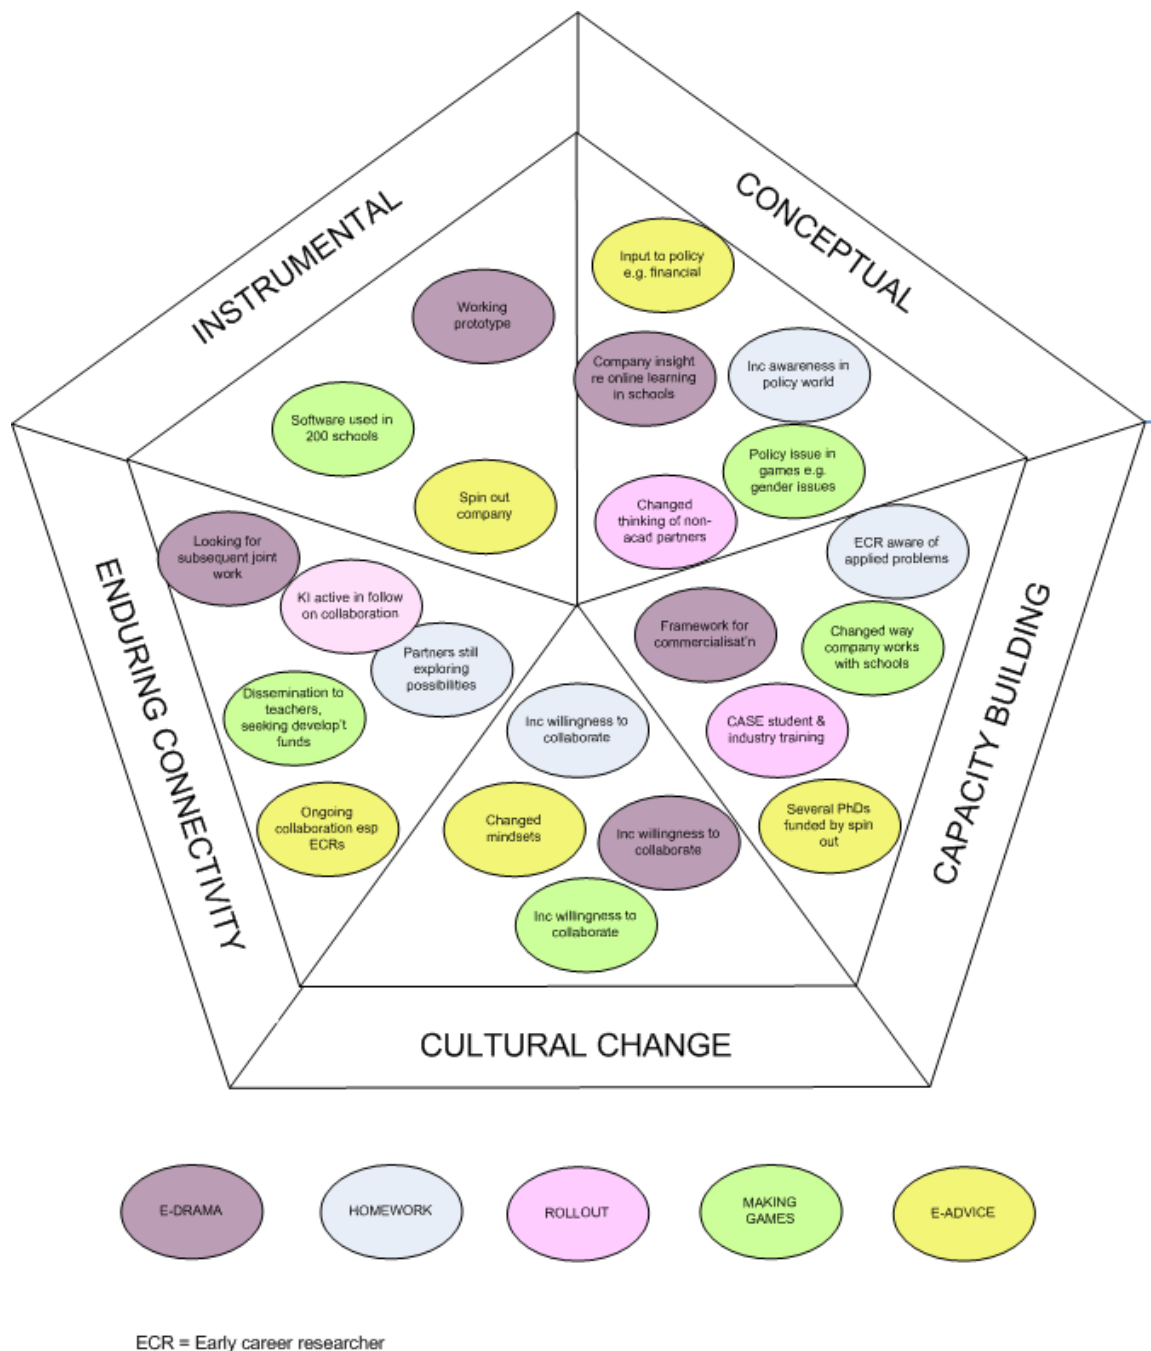 INSTRUMENTAL
CONCEPTUAL
Input to policy
e.g. financial
Working
prototype
Company insight
re online learning
in schools
Inc awareness in
policy world
Software used in
200 schools
Policy issue in
games e.g.
gender issues
Spin out
company
Changed
thinking of non-
acad partners
ENDURING CONNECTIVITY
Looking for
subsequent joint
work
KI active in follow
on collaboration
Partners still
exploring
possibilities
Dissemination to
teachers,
seeking develop't
funds
Ongoing
collaboration esp
ECRs
CAPACITY BUILDING
ECR aware of
applied problems
Framework for
commercialisat'n
Changed way
company works
with schools
CASE student &
industry training
Several PhDs
funded by spin
out
Inc willingness to
collaborate
Changed
mindsets
Inc willingness to
collaborate
Inc willingness to
collaborate
CULTURAL CHANGE
E-DRAMA
HOMEWORK
ROLLOUT
MAKING
GAMES
E-ADVICE
ECR = Early career researcher